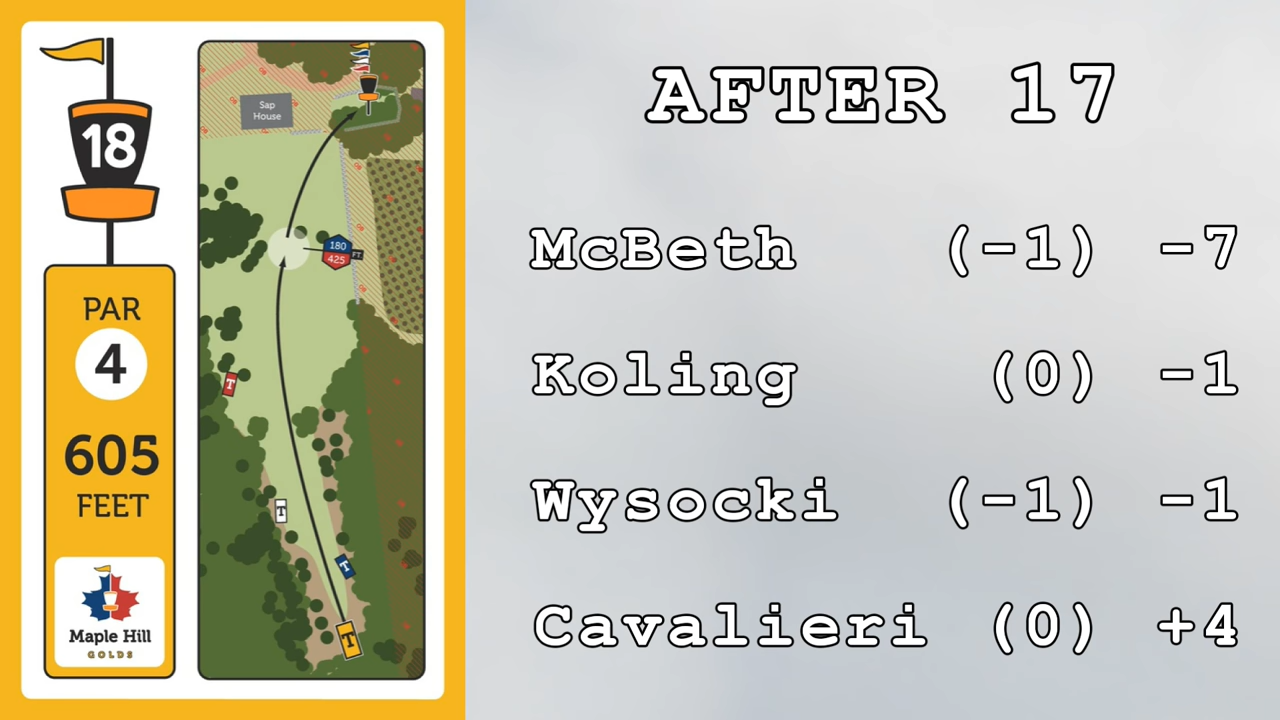 18
PAR
4
605
FEET
Maple Hill
GOLDS
Sap
House
180
425
FT.
T
T
T
T
AFTER 17
McBeth (-1) -7
Koling (0) -1
Wysocki (-1) -1
Cavalieri (0) +4